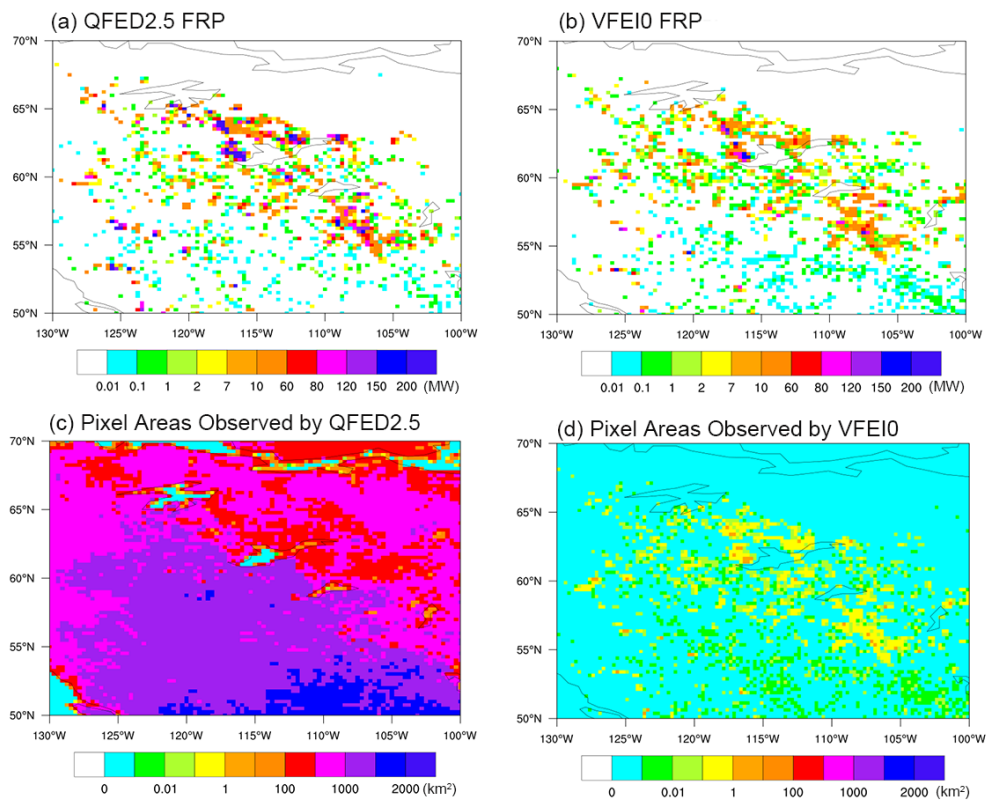 (a) QFED2.5 FRP
(b) VFEI0 FRP
70°N
65°N
60°N
55°N
50°N
130°W 125°W 120°W 115°W 110°W 105°W 100°W
0.01 0.1 1 2 7 10 60 80 120 150 200 (MW)
70°N
65°N
60°N
55°N
50°N
130°W 125°W 120°W 115°W 110°W 105°W 100°W
0.01 0.1 1 2 7 10 60 80 120 150 200 (MW)
(c) Pixel Areas Observed by QFED2.5
(d) Pixel Areas Observed by VFEI0
70°N
65°N
60°N
55°N
50°N
130°W 125°W 120°W 115°W 110°W 105°W 100°W
0 0.01 1 100 1000 2000 (km²)
70°N
65°N
60°N
55°N
50°N
130°W 125°W 120°W 115°W 110°W 105°W 100°W
0 0.01 1 100 1000 2000 (km²)